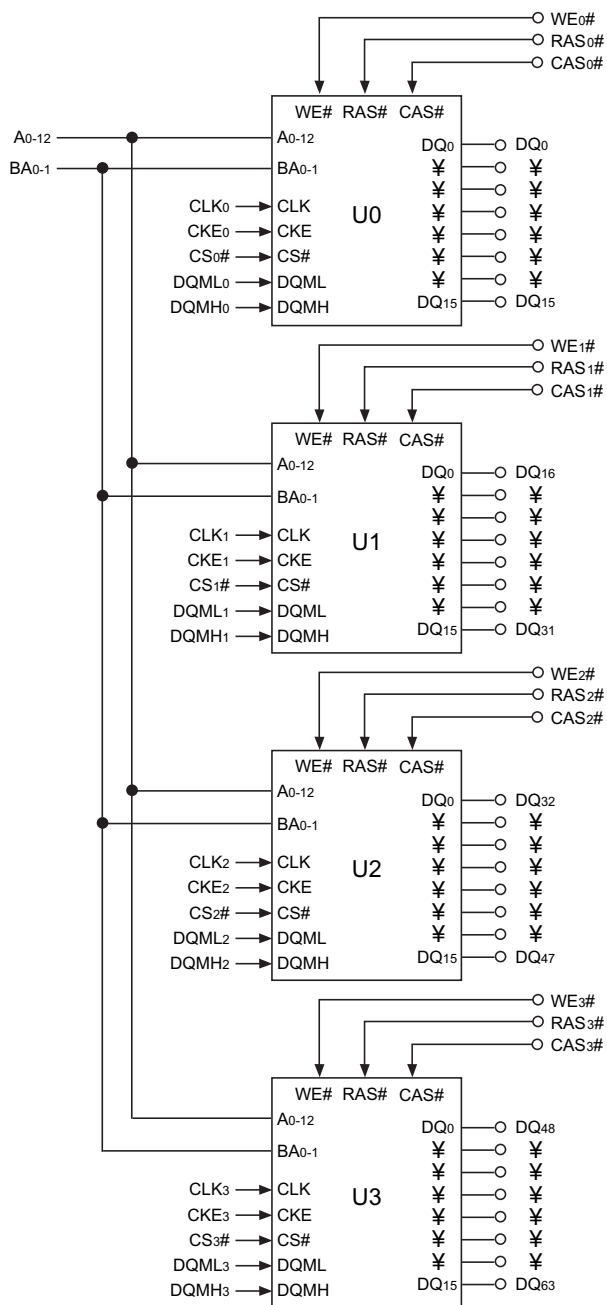 WE0#
RAS0#
CAS0#
WE# RAS# CAS#
A0-12 A0-12 DQ0 DQ0
BA0-1 BA0-1 ¥ ¥
¥ ¥
CLK0 CLK U0 ¥ ¥
CKE0 CKE ¥ ¥
CS0# CS# ¥ ¥
DQML0 DQML ¥ ¥
DQMH0 DQMH DQ15 DQ15
WE1#
RAS1#
CAS1#
WE# RAS# CAS#
A0-12 DQ0 DQ16
BA0-1 ¥ ¥
¥ ¥
CLK1 CLK U1 ¥ ¥
CKE1 CKE ¥ ¥
CS1# CS# ¥ ¥
DQML1 DQML ¥ ¥
DQMH1 DQMH DQ15 DQ31
WE2#
RAS2#
CAS2#
WE# RAS# CAS#
A0-12 DQ0 DQ32
BA0-1 ¥ ¥
¥ ¥
CLK2 CLK U2 ¥ ¥
CKE2 CKE ¥ ¥
CS2# CS# ¥ ¥
DQML2 DQML ¥ ¥
DQMH2 DQMH DQ15 DQ47
WE3#
RAS3#
CAS3#
WE# RAS# CAS#
A0-12 DQ0 DQ48
BA0-1 ¥ ¥
¥ ¥
CLK3 CLK U3 ¥ ¥
CKE3 CKE ¥ ¥
CS3# CS# ¥ ¥
DQML3 DQML ¥ ¥
DQMH3 DQMH DQ15 DQ63